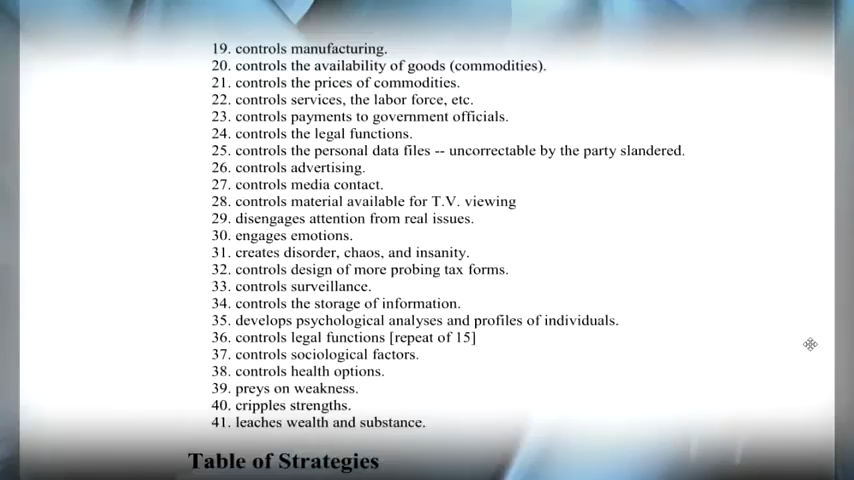 19. controls manufacturing.
20. controls the availability of goods (commodities).
21. controls the prices of commodities.
22. controls services, the labor force, etc.
23. controls payments to government officials.
24. controls the legal functions.
25. controls the personal data files -- uncorrectable by the party slandered.
26. controls advertising.
27. controls media contact.
28. controls material available for T.V. viewing
29. disengages attention from real issues.
30. engages emotions.
31. creates disorder, chaos, and insanity.
32. controls design of more probing tax forms.
33. controls surveillance.
34. controls the storage of information.
35. develops psychological analyses and profiles of individuals.
36. controls legal functions [repeat of 15]
37. controls sociological factors.
38. controls health options.
39. preys on weakness.
40. cripples strengths.
41. leaches wealth and substance.
Table of Strategies